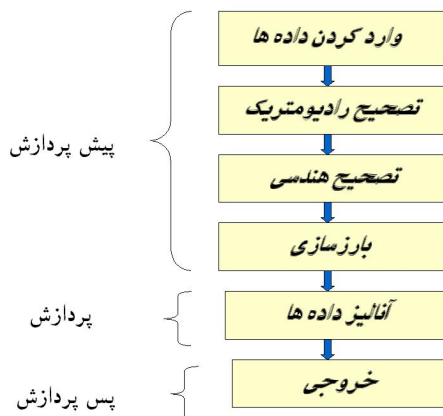 وارد کردن داده ها
تصحیح رادیومتریک
پیش پردازش
تصحیح هندسی
بارزسازی
آنالیز داده ها
پردازش
خروجی
پس پردازش